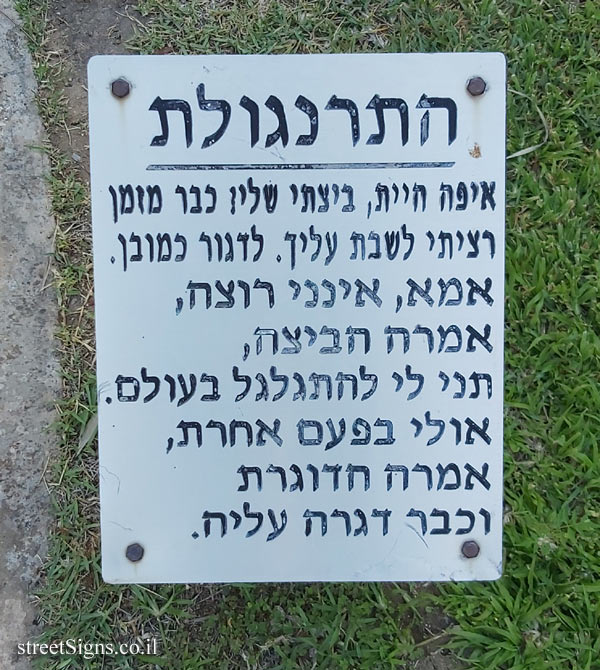 התרנגולת
איפה היית, ביצתי שלי? כבר מזמן
רציתי לשבת עליך. לדגור כמובן.
אמא, אינני רוצה,
אמרה הביצה,
תני לי להתגלגל בעולם.
אולי בפעם אחרת,
אמרה הדוגרת
וכבר דגרה עליה.
streetSigns.co.il